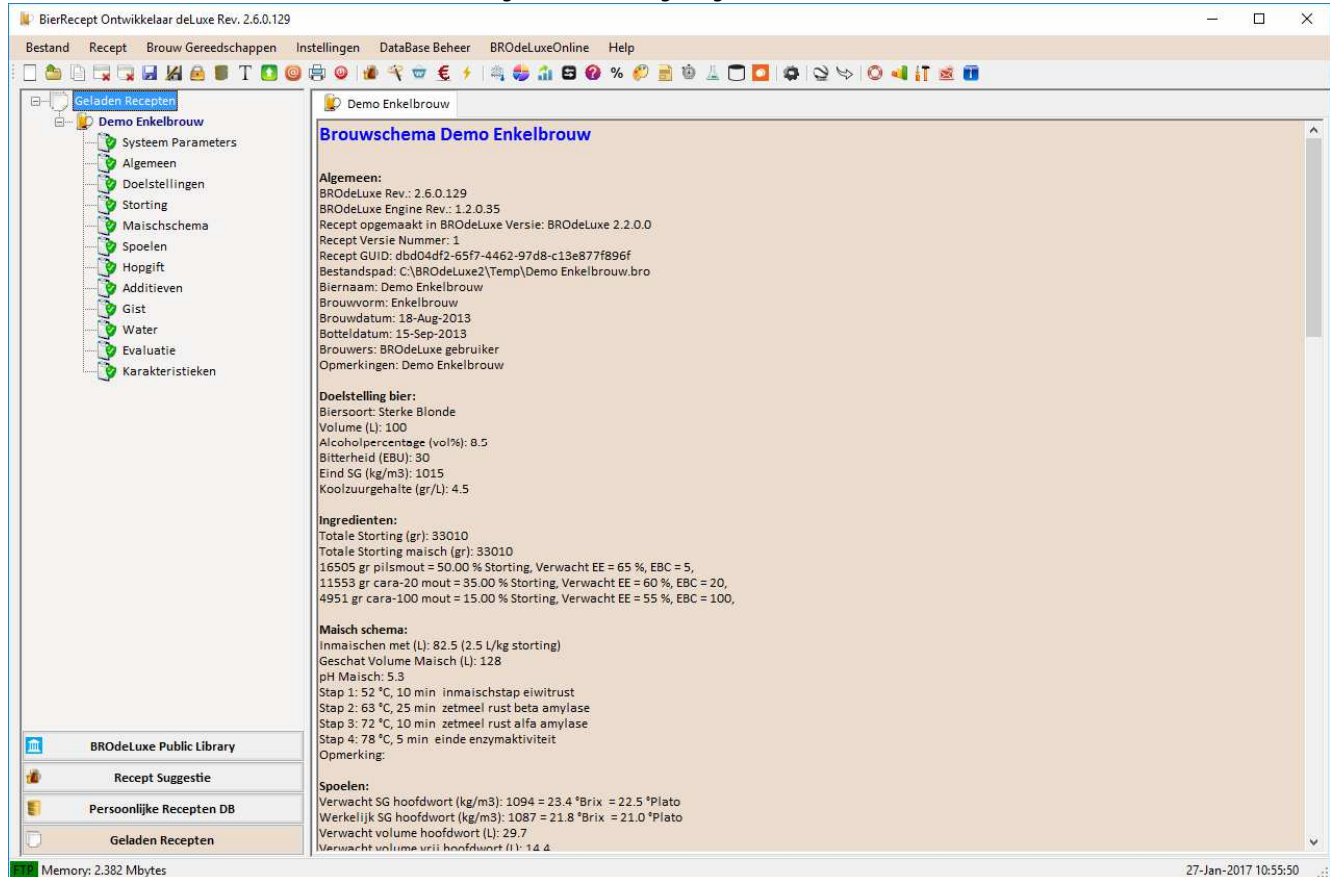 BierRecept Ontwikkelaar deLuxe Rev. 2.6.0.129
Bestand Recept Brouw Gereedschappen Instellingen DataBase Beheer BROdeLuxeOnline Help
Geladen Recepten
Demo Enkelbrouw
Systeem Parameters
Algemeen
Doelstellingen
Storting
Maischschema
Spoelen
Hopgift
Additieven
Gist
Water
Evaluatie
Karakteristieken
BROdeLuxe Public Library
Recept Suggestie
Persoonlijke Recepten DB
Geladen Recepten
Demo Enkelbrouw
Brouwschema Demo Enkelbrouw
Algemeen:
BROdeLuxe Rev.: 2.6.0.129
BROdeLuxe Engine Rev.: 1.2.0.35
Recept opgemaakt in BROdeLuxe Versie: BROdeLuxe 2.2.0.0
Recept Versie Nummer: 1
Recept GUID: dbd04df2-65f7-4462-97d8-c13e877f896f
Bestandspad: C:\BROdeLuxe2\Temp\Demo Enkelbrouw.bro
Biernaam: Demo Enkelbrouw
Brouwvorm: Enkelbrouw
Brouwdatum: 18-Aug-2013
Botteldatum: 15-Sep-2013
Brouwers: BROdeLuxe gebruiker
Opmerkingen: Demo Enkelbrouw
Doelstelling bier:
Biersoort: Sterke Blonde
Volume (L): 100
Alcoholpercentage (vol%): 8.5
Bitterheid (EBU): 30
Eind SG (kg/m3): 1015
Koolzuurgehalte (gr/L): 4.5
Ingredienten:
Totale Storting (gr): 33010
Totale Storting maisch (gr): 33010
16505 gr pilsmout = 50.00 % Storting, Verwacht EE = 65 %, EBC = 5,
11553 gr cara-20 mout = 35.00 % Storting, Verwacht EE = 60 %, EBC = 20,
4951 gr cara-100 mout = 15.00 % Storting, Verwacht EE = 55 %, EBC = 100,
Maisch schema:
Inmaischen met (L): 82.5 (2.5 L/kg storting)
Geschat Volume Maisch (L): 128
pH Maisch: 5.3
Stap 1: 52 °C, 10 min inmaischstap eiwitrust
Stap 2: 63 °C, 25 min zetmeel rust beta amylase
Stap 3: 72 °C, 10 min zetmeel rust alfa amylase
Stap 4: 78 °C, 5 min einde enzymaktiviteit
Opmerking:
Spoelen:
Verwacht SG hoofdwort (kg/m3): 1094 = 23.4 °Brix = 22.5 °Plato
Werkelijk SG hoofdwort (kg/m3): 1087 = 21.8 °Brix = 21.0 °Plato
Verwacht volume hoofdwort (L): 29.7
Verwacht volume vrij hoofdwort (L): 14.4
FTP Memory: 2.382 Mbytes
27-Jan-2017 10:55:50